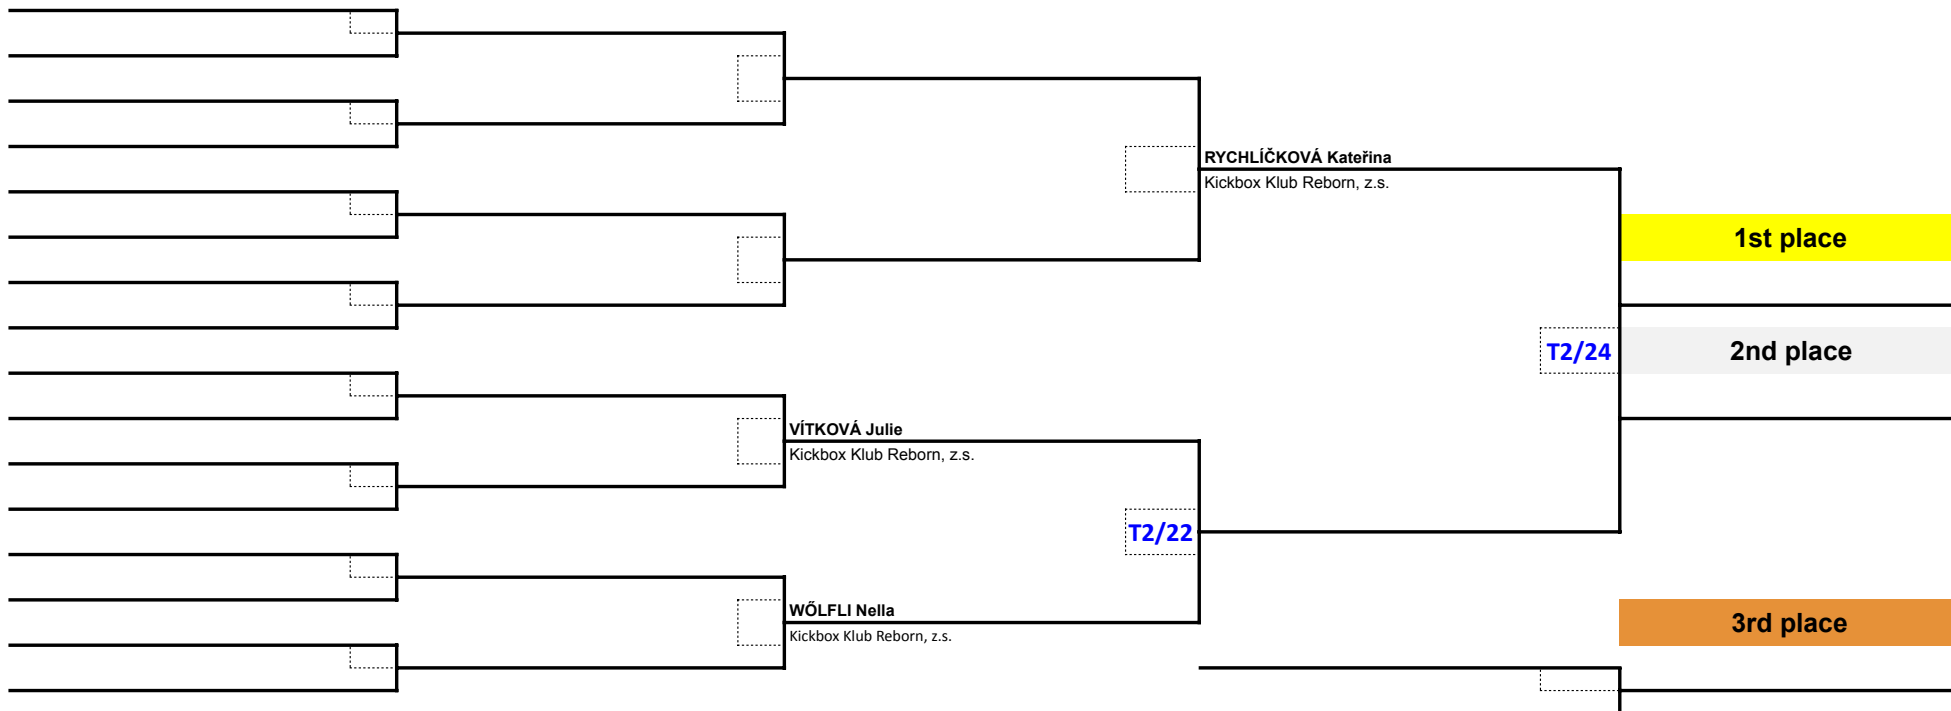 RYCHLÍČKOVÁ Kateřina
Kickbox Klub Reborn, z.s.
1st place
T2/24
2nd place
VÍTKOVÁ Julie
Kickbox Klub Reborn, z.s.
T2/22
WŐLFLI Nella
Kickbox Klub Reborn, z.s.
3rd place